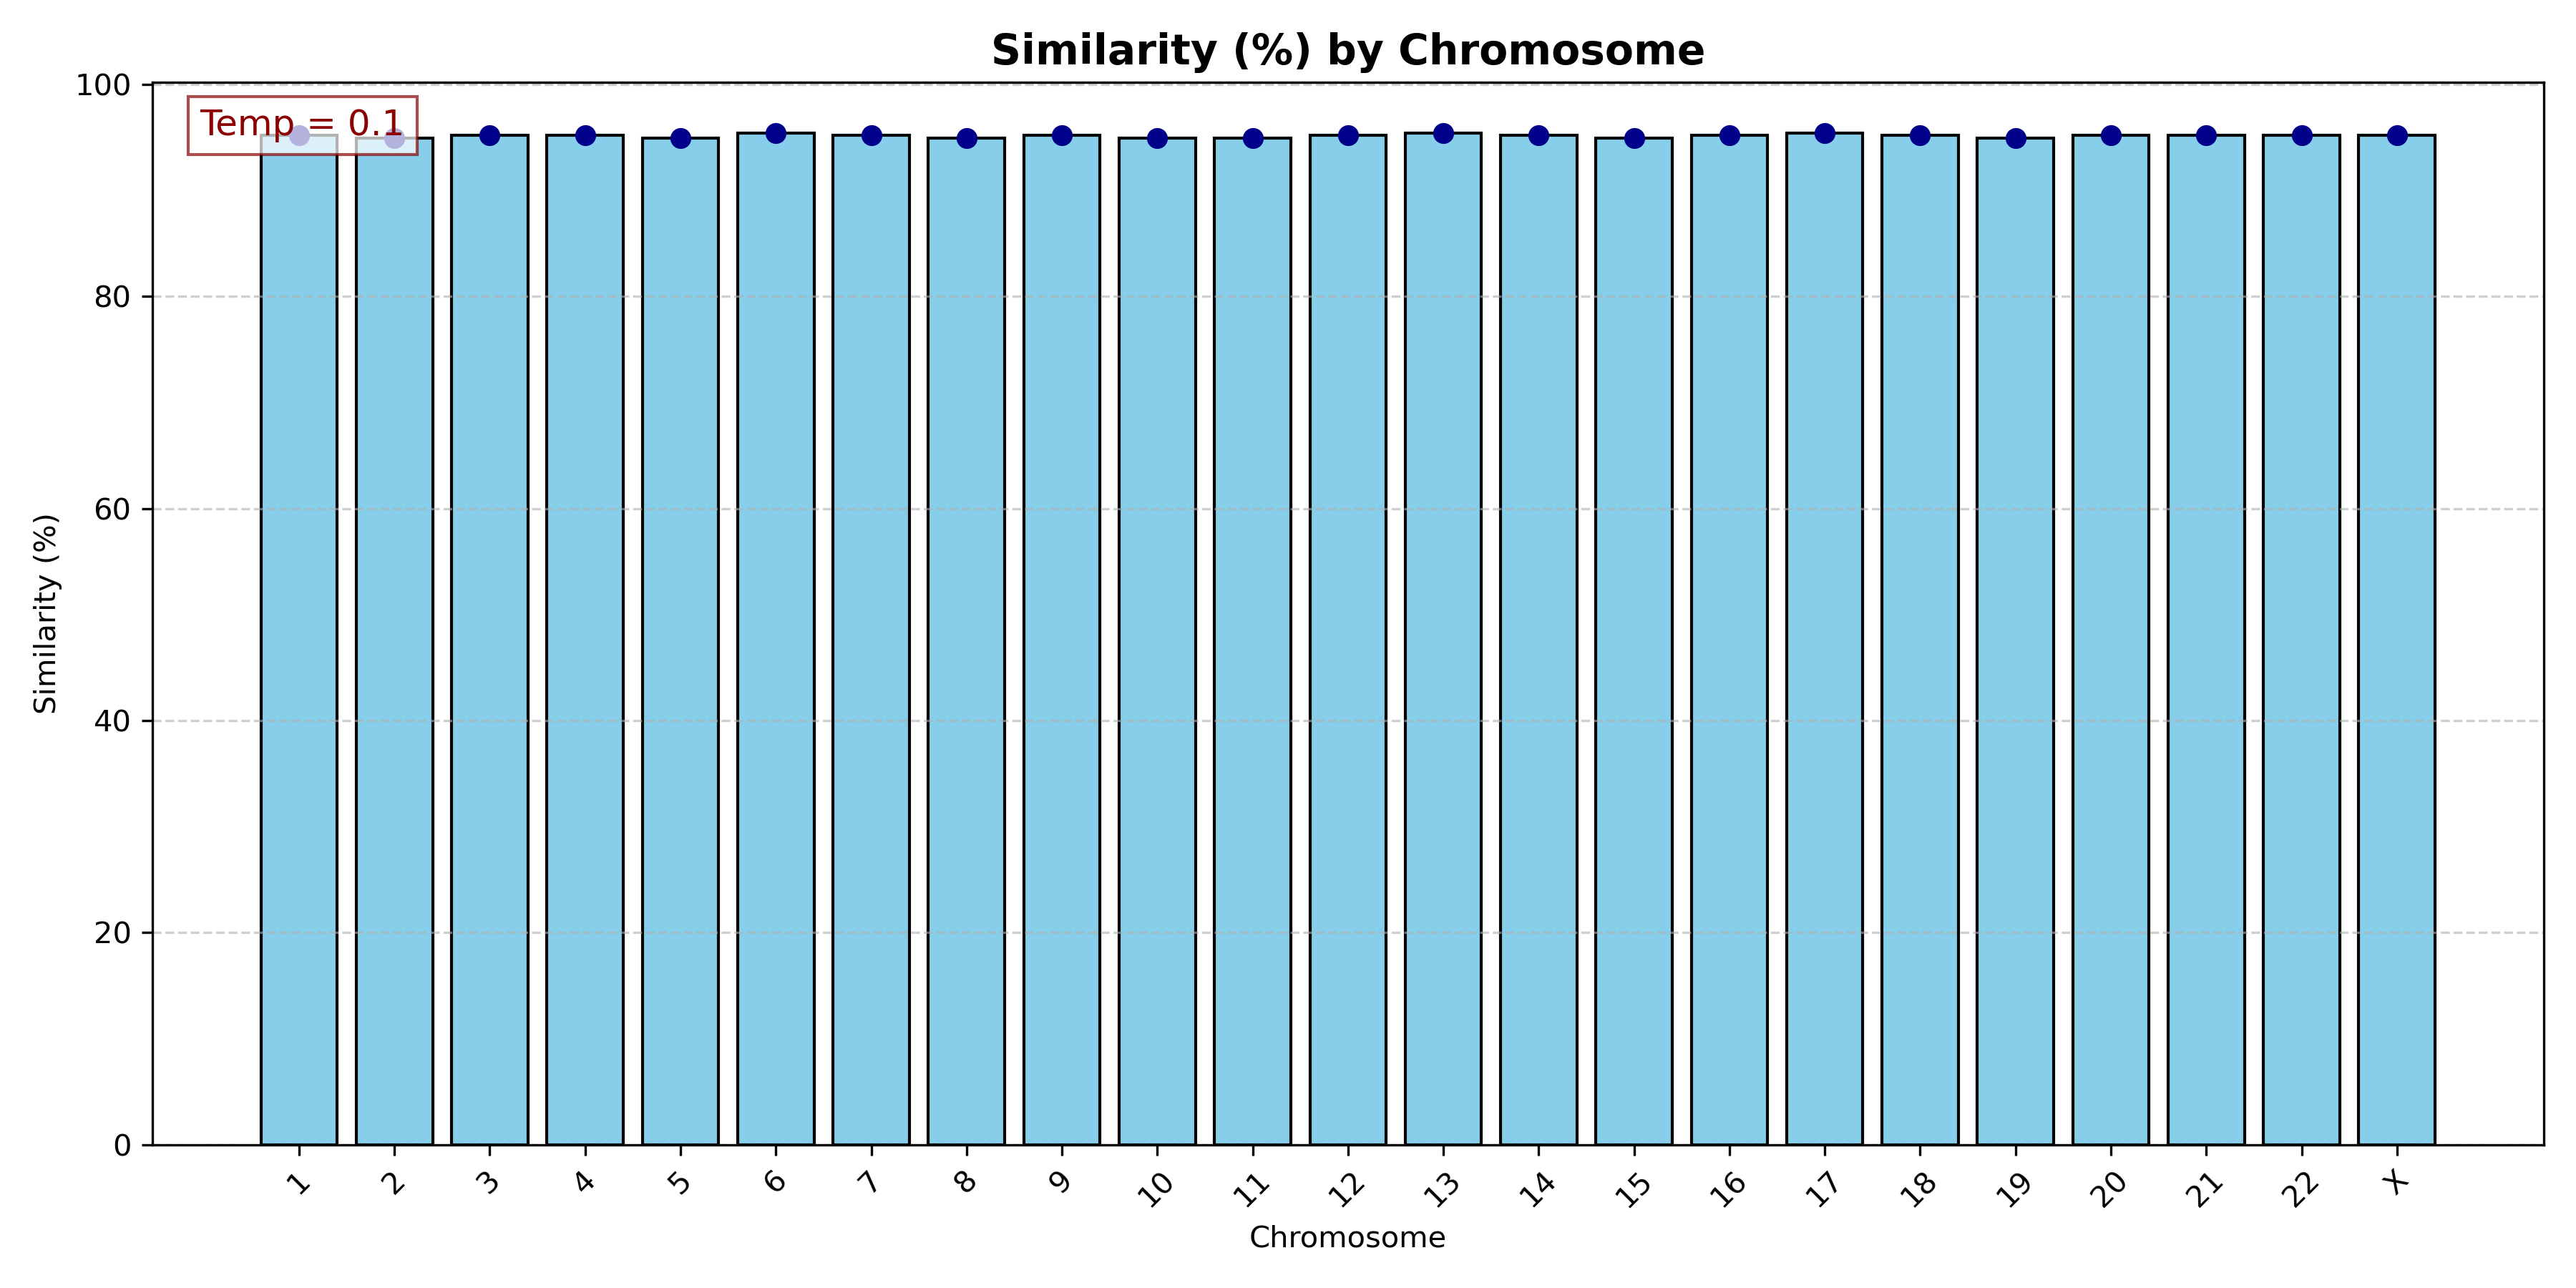 Similarity (%) by Chromosome
Temp = 0.1
100
80
60
40
20
0
Similarity (%)
1 2 3 4 5 6 7 8 9 10 11 12 13 14 15 16 17 18 19 20 21 22 X
Chromosome